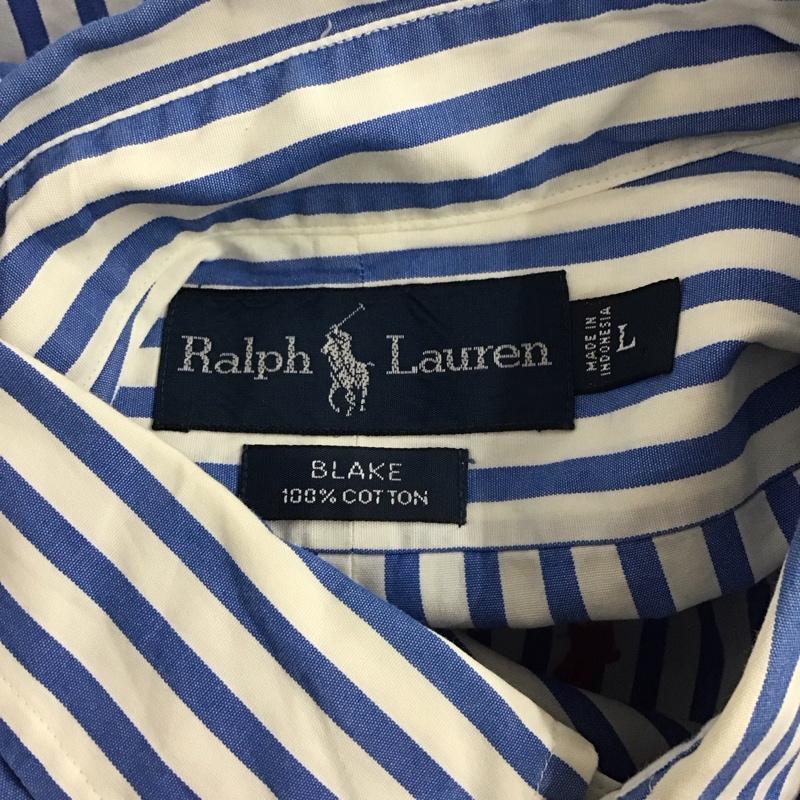 Ralph Lauren
MADE IN
INDONESIA
L
BLAKE
100% COTTON